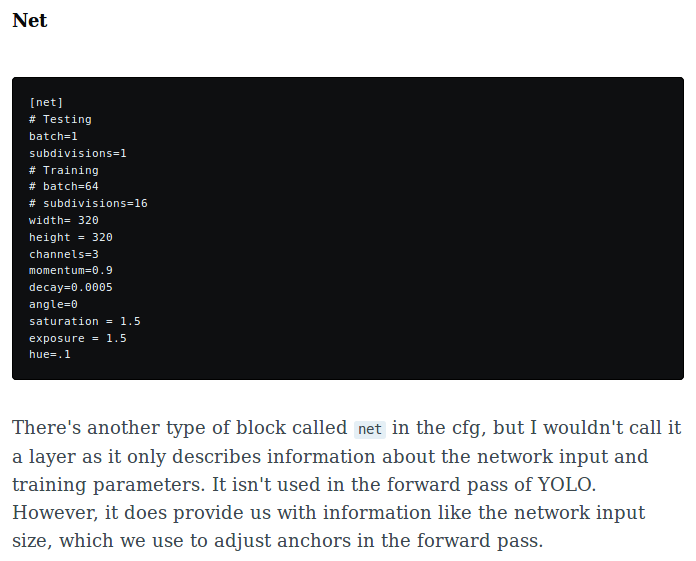 Net
[net]
# Testing
batch=1
subdivisions=1
# Training
# batch=64
# subdivisions=16
width= 320
height = 320
channels=3
momentum=0.9
decay=0.0005
angle=0
saturation = 1.5
exposure = 1.5
hue=.1
There's another type of block called net in the cfg, but I wouldn't call it
a layer as it only describes information about the network input and
training parameters. It isn't used in the forward pass of YOLO.
However, it does provide us with information like the network input
size, which we use to adjust anchors in the forward pass.